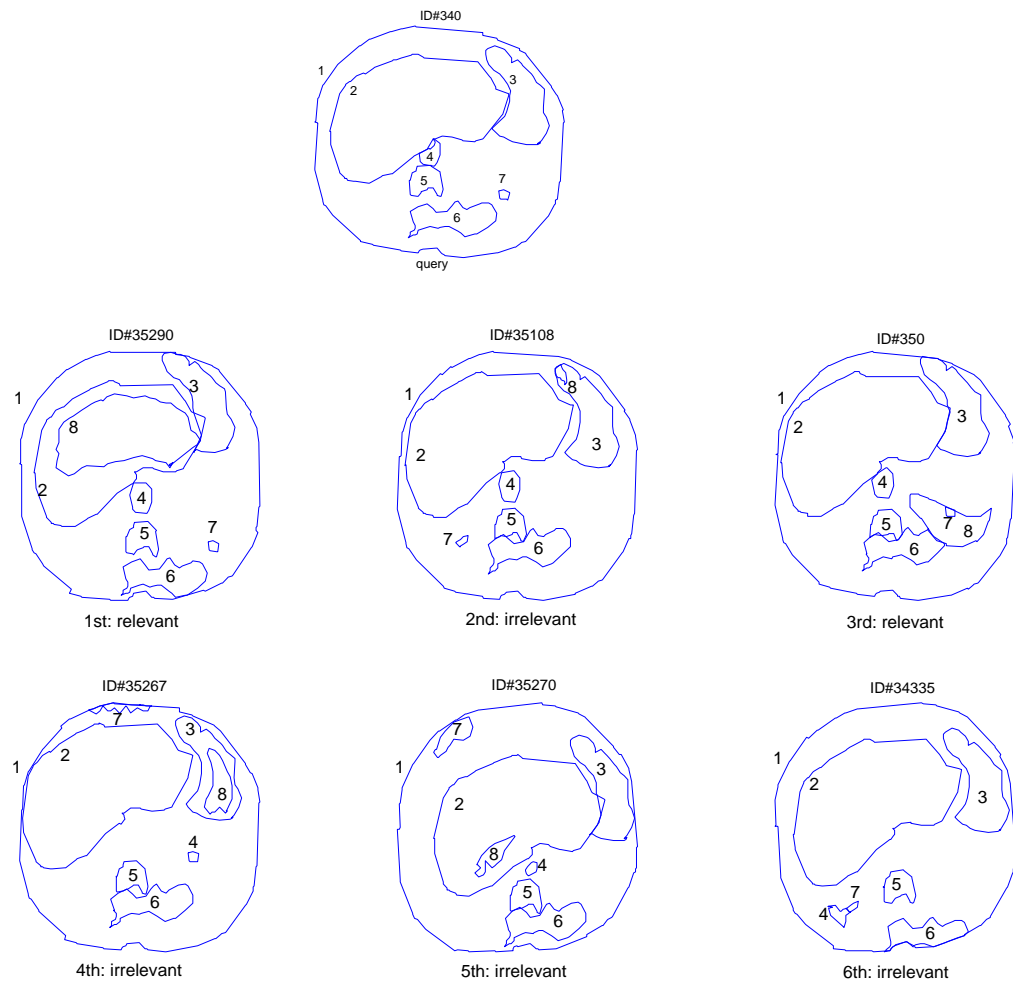 ID#340
1
2
3
4
5
7
6
query
ID#35290 ID#35108 ID#350
1 3 8
2 4 5 7 6
1 8 3
2 4 5 7 6
1 2 3
4 5 7 8 6
1st: relevant 2nd: irrelevant 3rd: relevant
ID#35267 ID#35270 ID#34335
7 3 2 1 8
4 5 6
7 1 3 2
8 4 5 6
1 2 3
5 7 4 6
4th: irrelevant 5th: irrelevant 6th: irrelevant